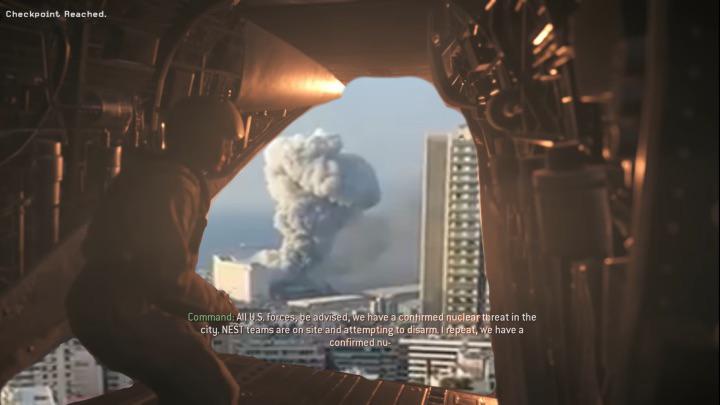 Checkpoint Reached.
Command: All U.S. forces, be advised, we have a confirmed nuclear threat in the
city. NEST teams are on site and attempting to disarm. I repeat, we have a
confirmed nu-